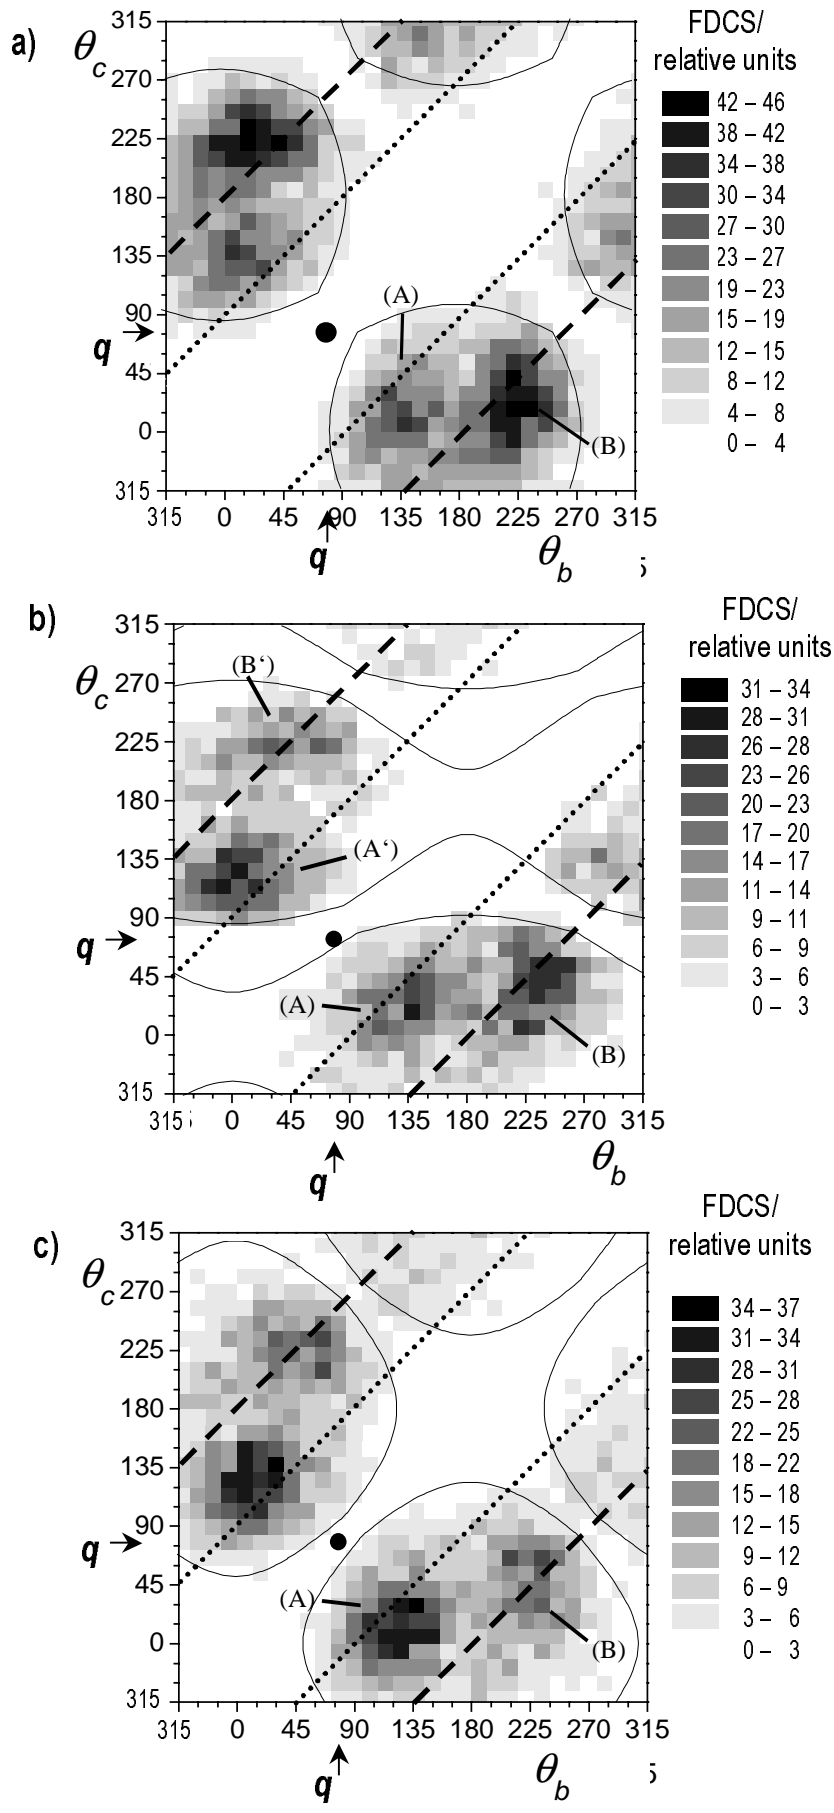 a)
θc
FDCS/
relative units
42 – 46
38 – 42
34 – 38
30 – 34
27 – 30
23 – 27
19 – 23
15 – 19
12 – 15
8 – 12
4 – 8
0 – 4
315
270
225
180
135
90
45
0
315
q
(A)
(B)
315 0 45 90 135 180 225 270 315
q
θb
5
b)
θc
FDCS/
relative units
31 – 34
28 – 31
26 – 28
23 – 26
20 – 23
17 – 20
14 – 17
11 – 14
9 – 11
6 – 9
3 – 6
0 – 3
315
270
225
180
135
90
45
0
315
q
(B‘)
(A‘)
(A)
(B)
315 0 45 90 135 180 225 270 315
q
θb
c)
θc
FDCS/
relative units
34 – 37
31 – 34
28 – 31
25 – 28
22 – 25
18 – 22
15 – 18
12 – 15
9 – 12
6 – 9
3 – 6
0 – 3
315
270
225
180
135
90
45
0
315
q
(A)
(B)
315 0 45 90 135 180 225 270 315
q
θb
5